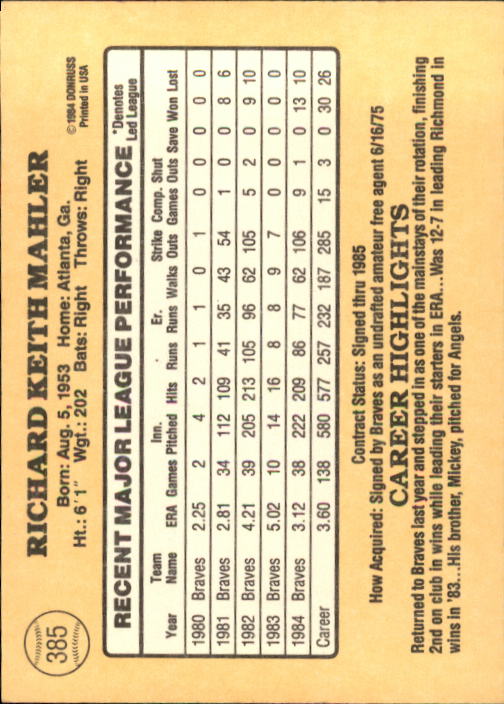 385
RICHARD KEITH MAHLER
Born: Aug. 5, 1953 Home: Atlanta, Ga.
Ht.: 6'1" Wgt.: 202 Bats: Right Throws: Right
©1984 DONRUSS
Printed in USA
RECENT MAJOR LEAGUE PERFORMANCE *Denotes Led League
Year Team Name ERA Games Inn. Pitched Hits Runs Er. Runs Walks Strike Outs Comp. Games Shut Outs Save Won Lost
1980 Braves 2.25 2 4 2 1 1 0 1 0 0 0 0 0
1981 Braves 2.81 34 112 109 41 35 43 54 1 0 0 8 6
1982 Braves 4.21 39 205 213 105 96 62 105 5 2 0 9 10
1983 Braves 5.02 10 14 16 8 8 9 7 0 0 0 0 0
1984 Braves 3.12 38 222 209 86 77 62 106 9 1 0 13 10
Career 3.60 138 580 577 257 232 187 285 15 3 0 30 26
Contract Status: Signed thru 1985
How Acquired: Signed by Braves as an undrafted amateur free agent 6/16/75
CAREER HIGHLIGHTS
Returned to Braves last year and stepped in as one of the mainstays of their rotation, finishing
2nd on club in wins while leading their starters in ERA...Was 12-7 in leading Richmond in
wins in '83...His brother, Mickey, pitched for Angels.